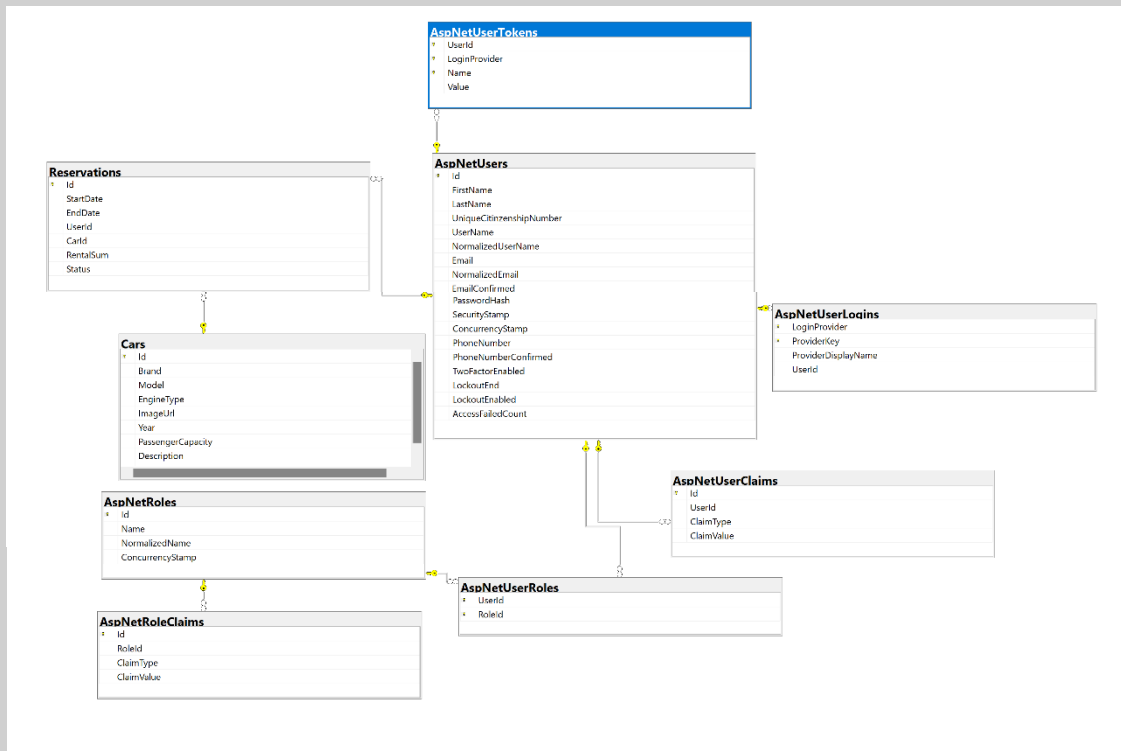 AspNetUserTokens
UserId
LoginProvider
Name
Value
Reservations
Id
StartDate
EndDate
UserId
CarId
RentalSum
Status
AspNetUsers
Id
FirstName
LastName
UniqueCitinzenshipNumber
UserName
NormalizedUserName
Email
NormalizedEmail
EmailConfirmed
PasswordHash
SecurityStamp
ConcurrencyStamp
PhoneNumber
PhoneNumberConfirmed
TwoFactorEnabled
LockoutEnd
LockoutEnabled
AccessFailedCount
AspNetUserLogins
LoginProvider
ProviderKey
ProviderDisplayName
UserId
Cars
Id
Brand
Model
EngineType
ImageUrl
Year
PassengerCapacity
Description
AspNetUserClaims
Id
UserId
ClaimType
ClaimValue
AspNetRoles
Id
Name
NormalizedName
ConcurrencyStamp
AspNetUserRoles
UserId
RoleId
AspNetRoleClaims
Id
RoleId
ClaimType
ClaimValue